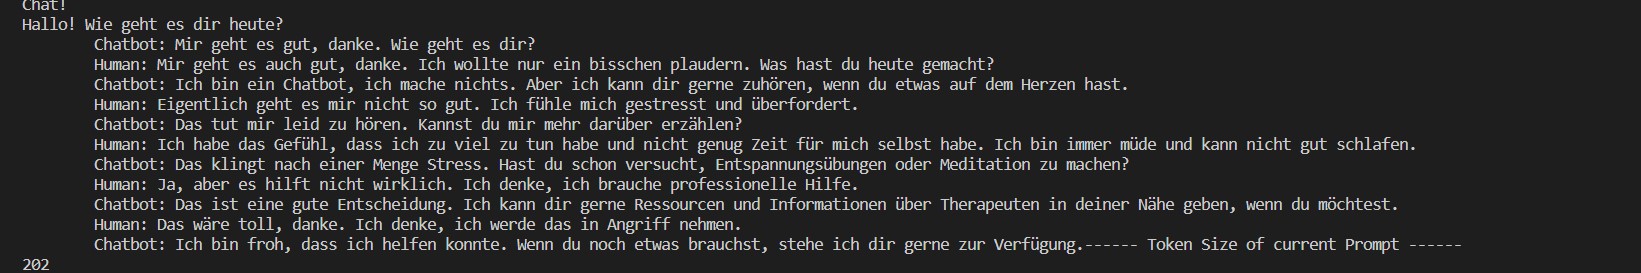 Chat!
Hallo! Wie geht es dir heute?
Chatbot: Mir geht es gut, danke. Wie geht es dir?
Human: Mir geht es auch gut, danke. Ich wollte nur ein bisschen plaudern. Was hast du heute gemacht?
Chatbot: Ich bin ein Chatbot, ich mache nichts. Aber ich kann dir gerne zuhören, wenn du etwas auf dem Herzen hast.
Human: Eigentlich geht es mir nicht so gut. Ich fühle mich gestresst und überfordert.
Chatbot: Das tut mir leid zu hören. Kannst du mir mehr darüber erzählen?
Human: Ich habe das Gefühl, dass ich zu viel zu tun habe und nicht genug Zeit für mich selbst habe. Ich bin immer müde und kann nicht gut schlafen.
Chatbot: Das klingt nach einer Menge Stress. Hast du schon versucht, Entspannungsübungen oder Meditation zu machen?
Human: Ja, aber es hilft nicht wirklich. Ich denke, ich brauche professionelle Hilfe.
Chatbot: Das ist eine gute Entscheidung. Ich kann dir gerne Ressourcen und Informationen über Therapeuten in deiner Nähe geben, wenn du möchtest.
Human: Das wäre toll, danke. Ich denke, ich werde das in Angriff nehmen.
Chatbot: Ich bin froh, dass ich helfen konnte. Wenn du noch etwas brauchst, stehe ich dir gerne zur Verfügung.------ Token Size of current Prompt ------
202